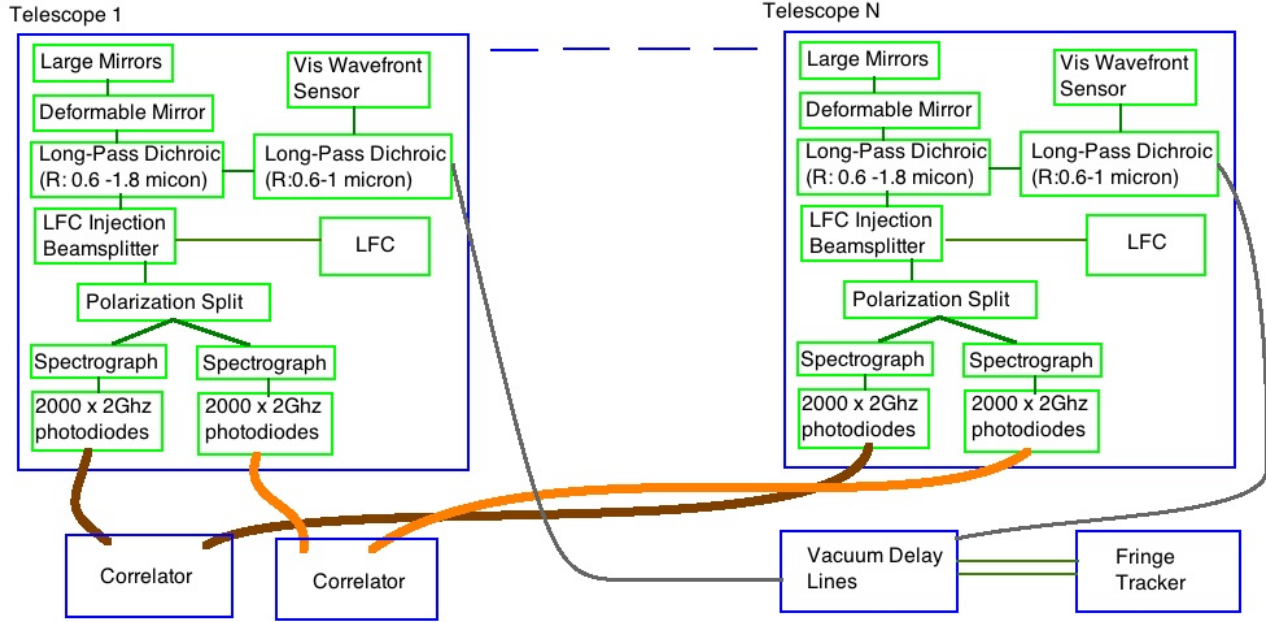 Telescope 1
Large Mirrors
Vis Wavefront
Sensor
Deformable Mirror
Long-Pass Dichroic
(R: 0.6 -1.8 micon)
Long-Pass Dichroic
(R:0.6-1 micron)
LFC Injection
Beamsplitter
LFC
Polarization Split
Spectrograph
Spectrograph
2000 x 2Ghz
photodiodes
2000 x 2Ghz
photodiodes
Telescope N
Large Mirrors
Vis Wavefront
Sensor
Deformable Mirror
Long-Pass Dichroic
(R: 0.6 -1.8 micon)
Long-Pass Dichroic
(R:0.6-1 micron)
LFC Injection
Beamsplitter
LFC
Polarization Split
Spectrograph
Spectrograph
2000 x 2Ghz
photodiodes
2000 x 2Ghz
photodiodes
Correlator
Correlator
Vacuum Delay
Lines
Fringe
Tracker